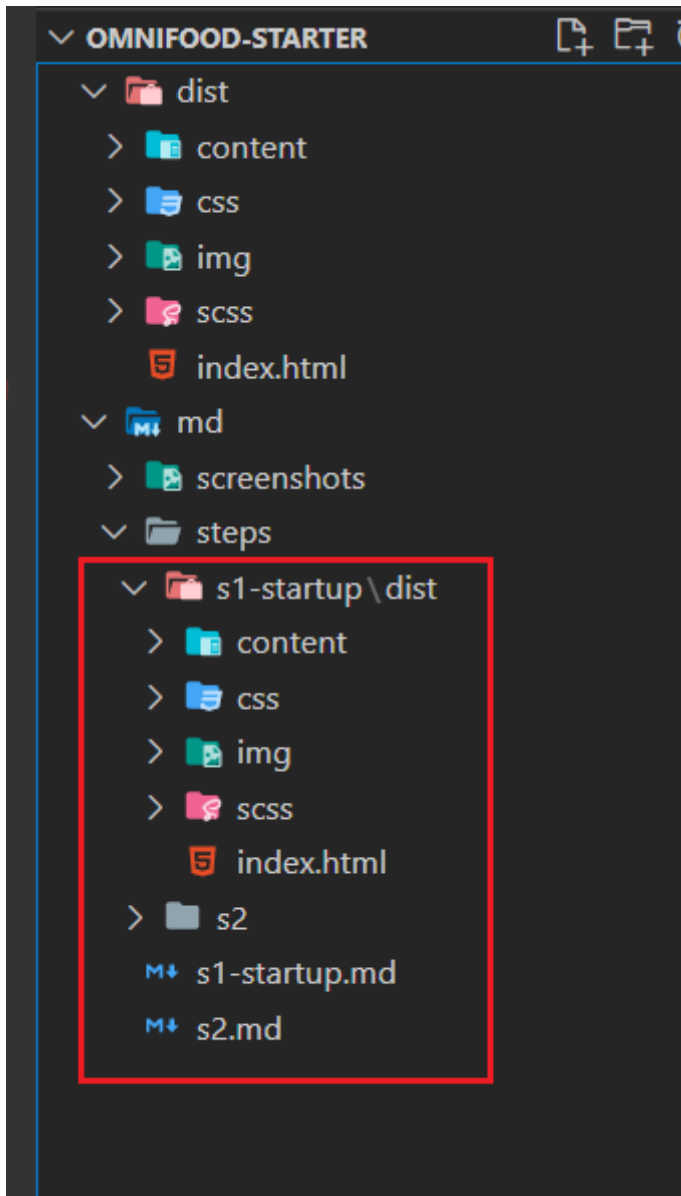 OMNIFOOD-STARTER
dist
content
css
img
scss
index.html
md
screenshots
steps
s1-startup\dist
content
css
img
scss
index.html
s2
s1-startup.md
s2.md